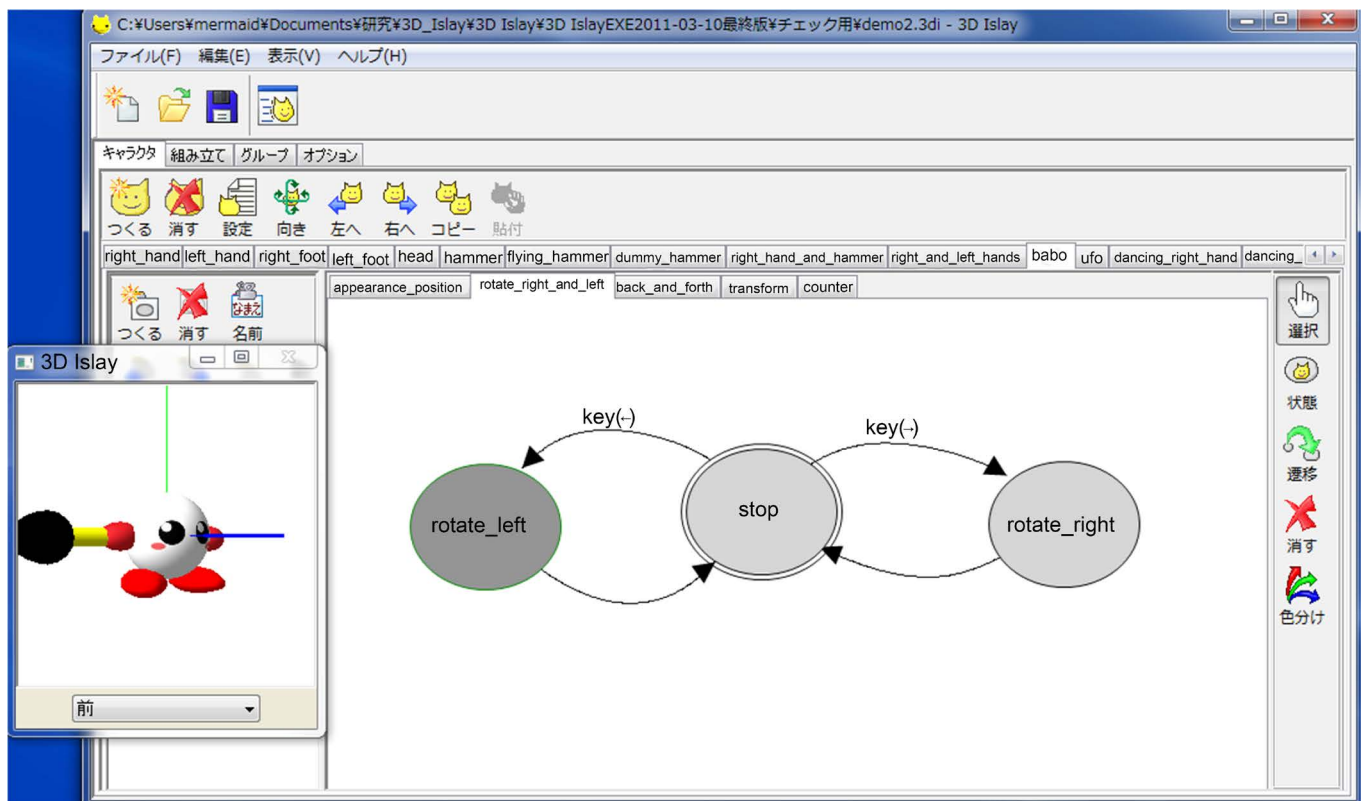 C:¥Users¥mermaid¥Documents¥研究¥3D_Islay¥3D Islay¥3D IslayEXE2011-03-10最終版¥チェック用¥demo2.3di - 3D Islay
ファイル(F) 編集(E) 表示(V) ヘルプ(H)
キャラクタ 組み立て グループ オプション
つくる 消す 設定 向き 左へ 右へ コピー 貼付
right_hand left_hand right_foot left_foot head hammer flying_hammer dummy_hammer right_hand_and_hammer right_and_left_hands babo ufo dancing_right_hand dancing_
appearance_position rotate_right_and_left back_and_forth transform counter
なまえ
つくる 消す 名前
選択
状態
遷移
消す
色分け
3D Islay
前
key(←) key(→)
rotate_left stop rotate_right